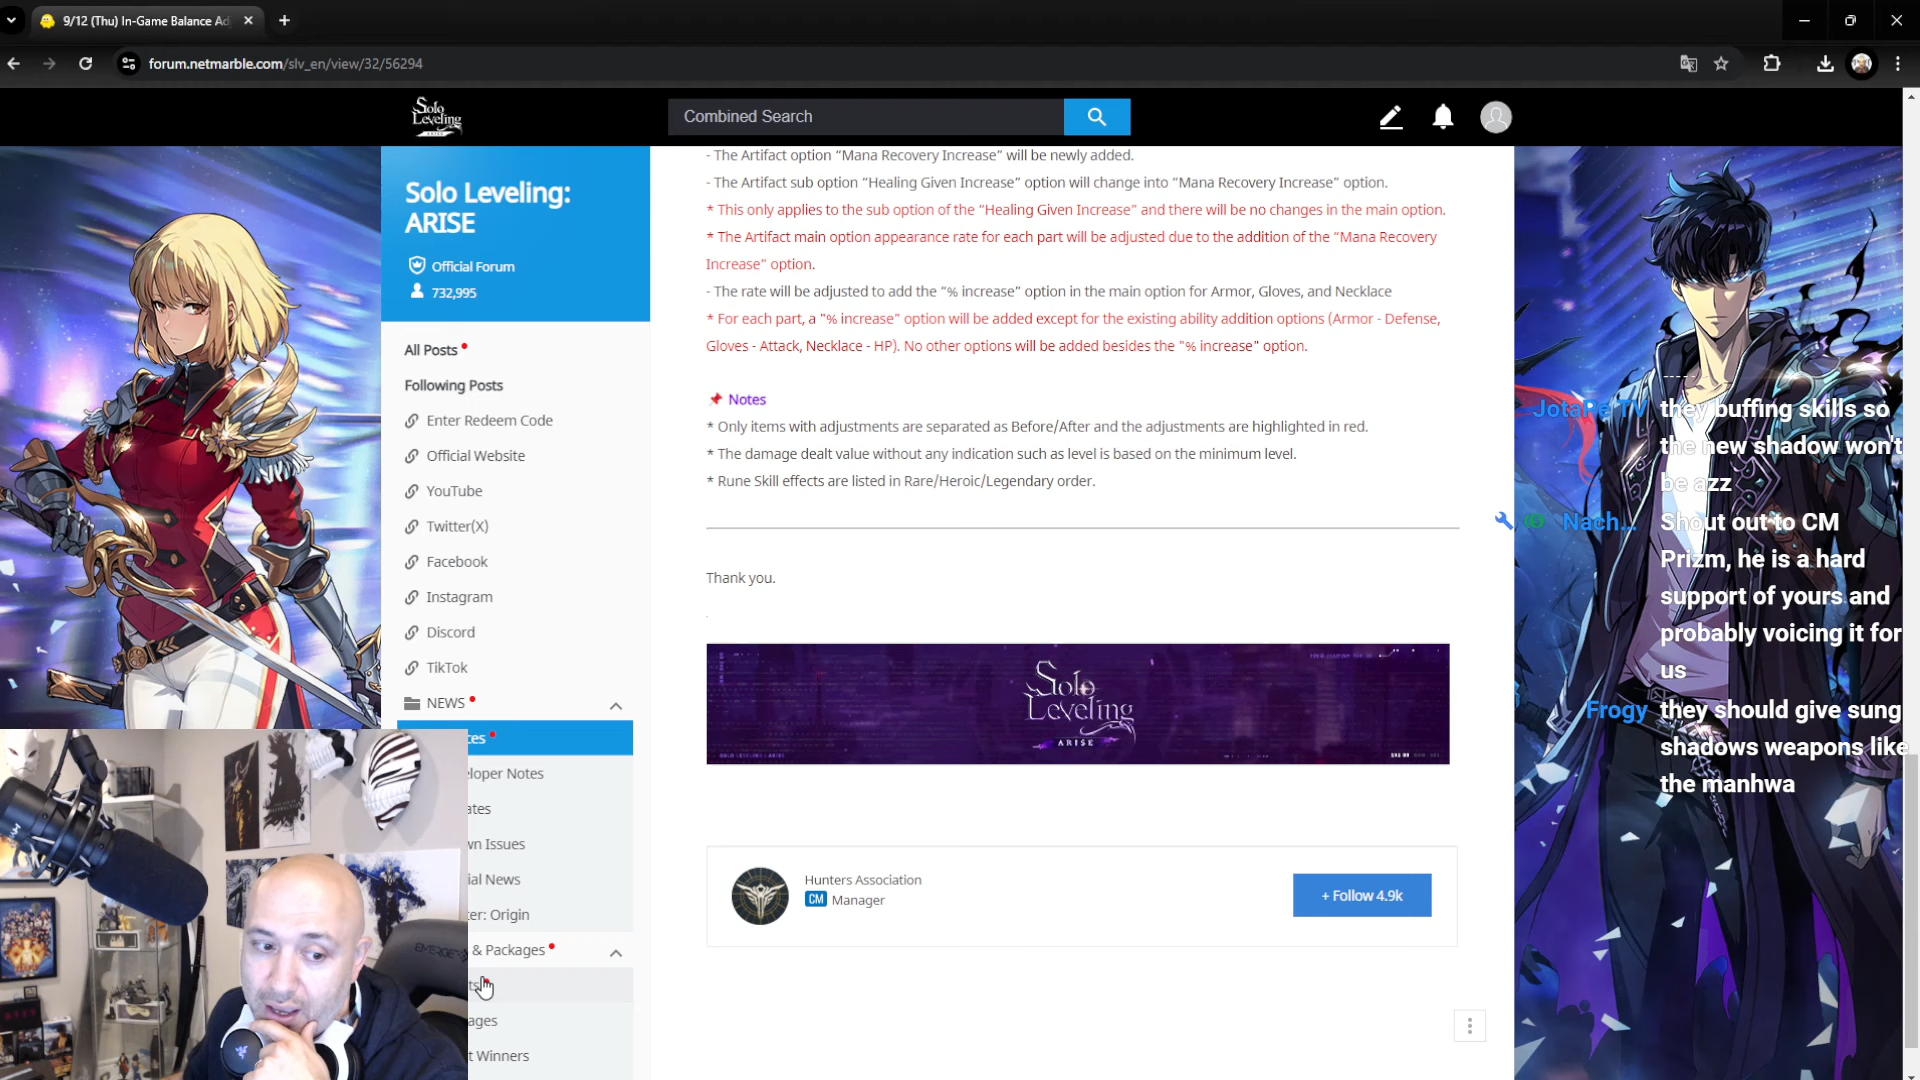 9/12 (Thu) In-Game Balance Ad
forum.netmarble.com/slv_en/view/32/56294
Solo
Leveling
ARISE
Combined Search
Solo Leveling:
ARISE
Official Forum
732,995
All Posts
Following Posts
Enter Redeem Code
Official Website
YouTube
Twitter(X)
Facebook
Instagram
Discord
TikTok
NEWS
ces
eloper Notes
ates
wn Issues
ial News
ter: Origin
& Packages
ts
ages
t Winners
- The Artifact option “Mana Recovery Increase” will be newly added.
- The Artifact sub option “Healing Given Increase” option will change into “Mana Recovery Increase” option.
* This only applies to the sub option of the “Healing Given Increase” and there will be no changes in the main option.
* The Artifact main option appearance rate for each part will be adjusted due to the addition of the “Mana Recovery
Increase” option.
- The rate will be adjusted to add the “% increase” option in the main option for Armor, Gloves, and Necklace
* For each part, a "% increase" option will be added except for the existing ability addition options (Armor - Defense,
Gloves - Attack, Necklace - HP). No other options will be added besides the "% increase" option.
Notes
* Only items with adjustments are separated as Before/After and the adjustments are highlighted in red.
* The damage dealt value without any indication such as level is based on the minimum level.
* Rune Skill effects are listed in Rare/Heroic/Legendary order.
Thank you.
Solo
Leveling
ARISE
Hunters Association
CM Manager
+ Follow 4.9k
JotaPe TV they buffing skills so
the new shadow won't
be azz
Nach... Shout out to CM
Prizm, he is a hard
support of yours and
probably voicing it for
us
Frogy they should give sung
shadows weapons like
the manhwa